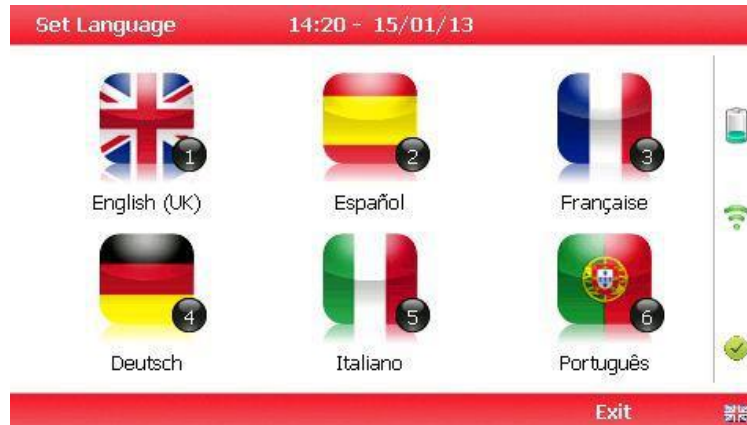 Set Language 14:20 - 15/01/13
1 2 3
English (UK) Español Française
4 5 6
Deutsch Italiano Português
Exit